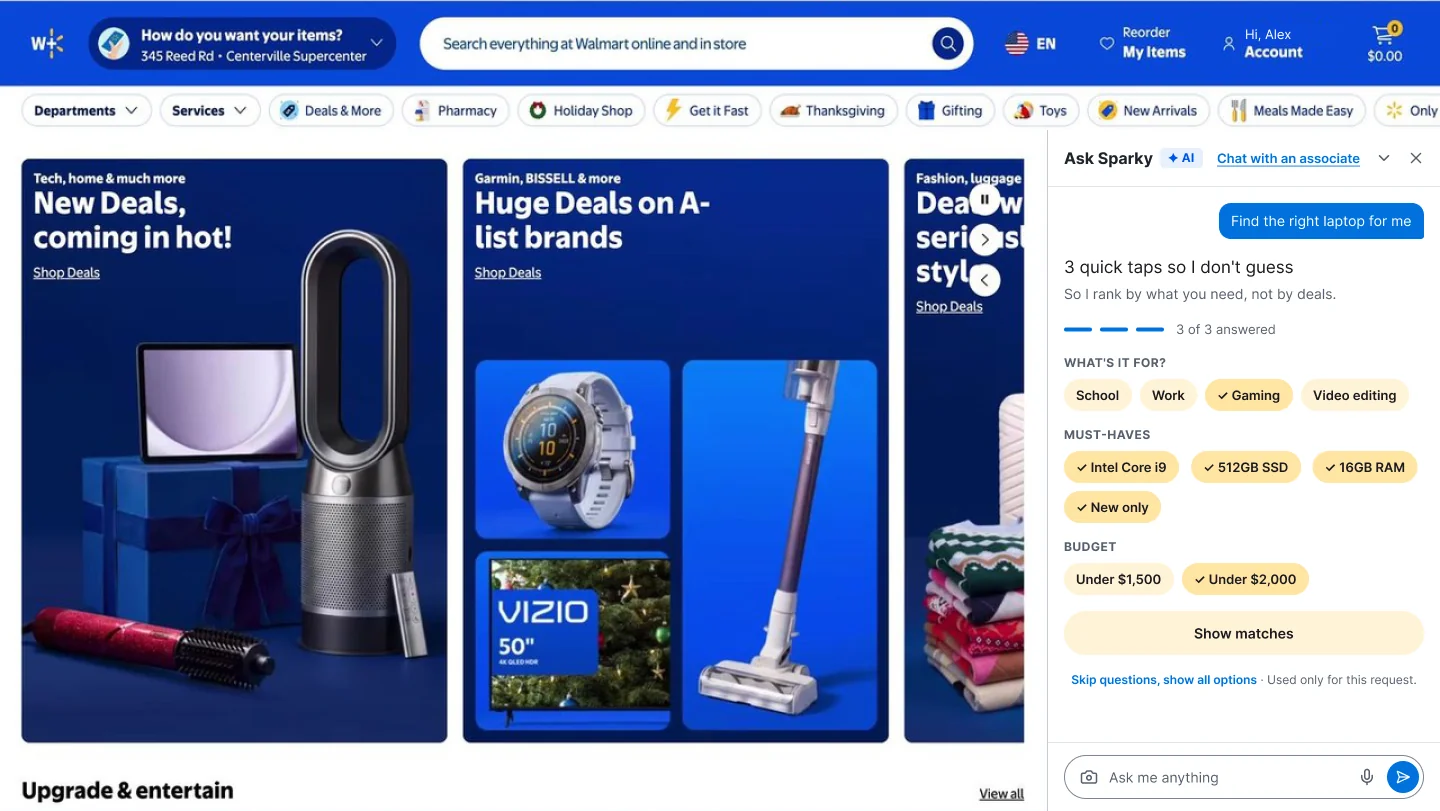 W+
How do you want your items?
345 Reed Rd • Centerville Supercenter
Search everything at Walmart online and in store
EN
Reorder
My Items
Hi, Alex
Account
0
$0.00
Departments
Services
Deals & More
Pharmacy
Holiday Shop
Get it Fast
Thanksgiving
Gifting
Toys
New Arrivals
Meals Made Easy
Only
Tech, home & much more
New Deals,
coming in hot!
Shop Deals
Garmin, BISSELL & more
Huge Deals on A-
list brands
Shop Deals
10
10
VIZIO
50"
4K QLED HDR
Fashion, luggage
Shop Deals
Upgrade & entertain
View all
Ask Sparky
AI
Chat with an associate
Find the right laptop for me
3 quick taps so I don't guess
So I rank by what you need, not by deals.
3 of 3 answered
WHAT'S IT FOR?
School
Work
✓ Gaming
Video editing
MUST-HAVES
✓ Intel Core i9
✓ 512GB SSD
✓ 16GB RAM
✓ New only
BUDGET
Under $1,500
✓ Under $2,000
Show matches
Skip questions, show all options · Used only for this request.
Ask me anything